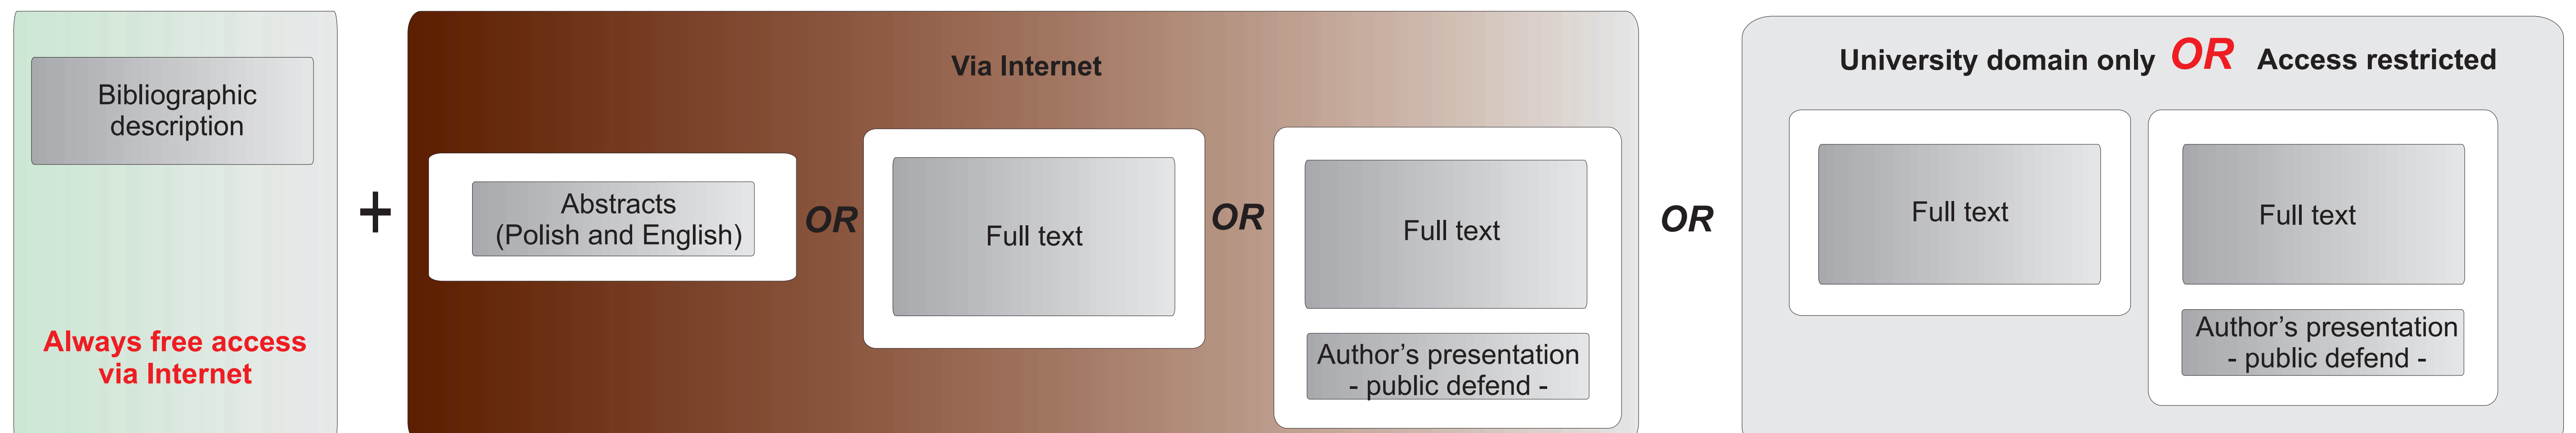 Bibliographic
description
Always free access
via Internet
+
Via Internet
Abstracts
(Polish and English)
OR
Full text
OR
Full text
Author's presentation
- public defend -
OR
University domain only OR Access restricted
Full text
Full text
Author's presentation
- public defend -